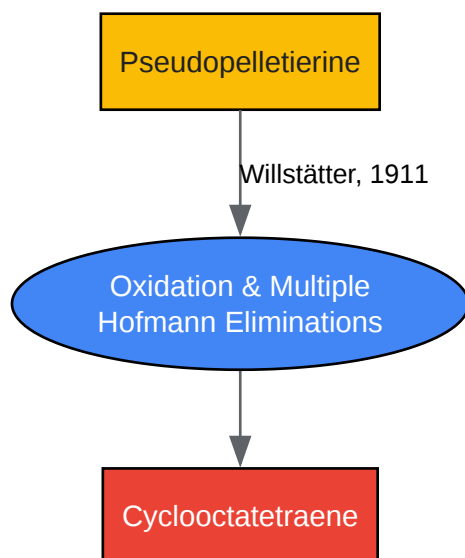 Pseudopelletierine
Willstätter, 1911
Oxidation & Multiple
Hofmann Eliminations
Cyclooctatetraene